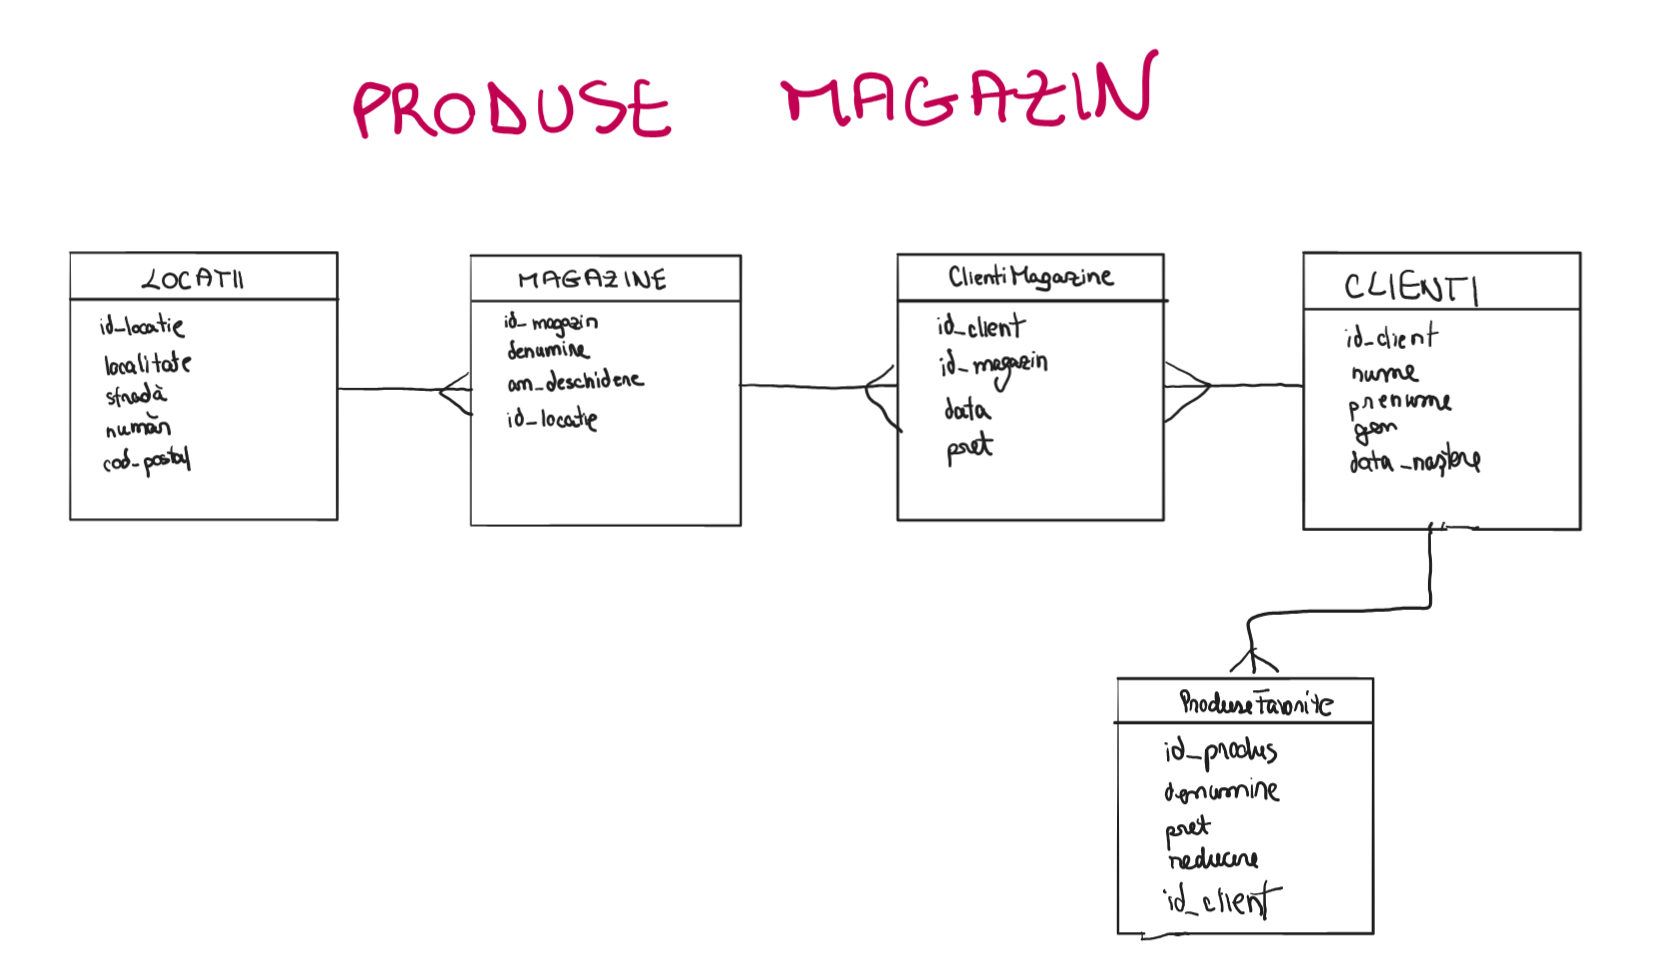 PRODUSE MAGAZIN
LOCATII
id_locatie
localitate
stradă
număr
cod_postal
MAGAZINE
id_magazin
denumire
an_deschidere
id_locatie
ClientiMagazine
id_client
id_magazin
data
pret
CLIENTI
id_client
nume
prenume
gen
data_naștere
ProduseFavorite
id_produs
denumire
pret
reducere
id_client